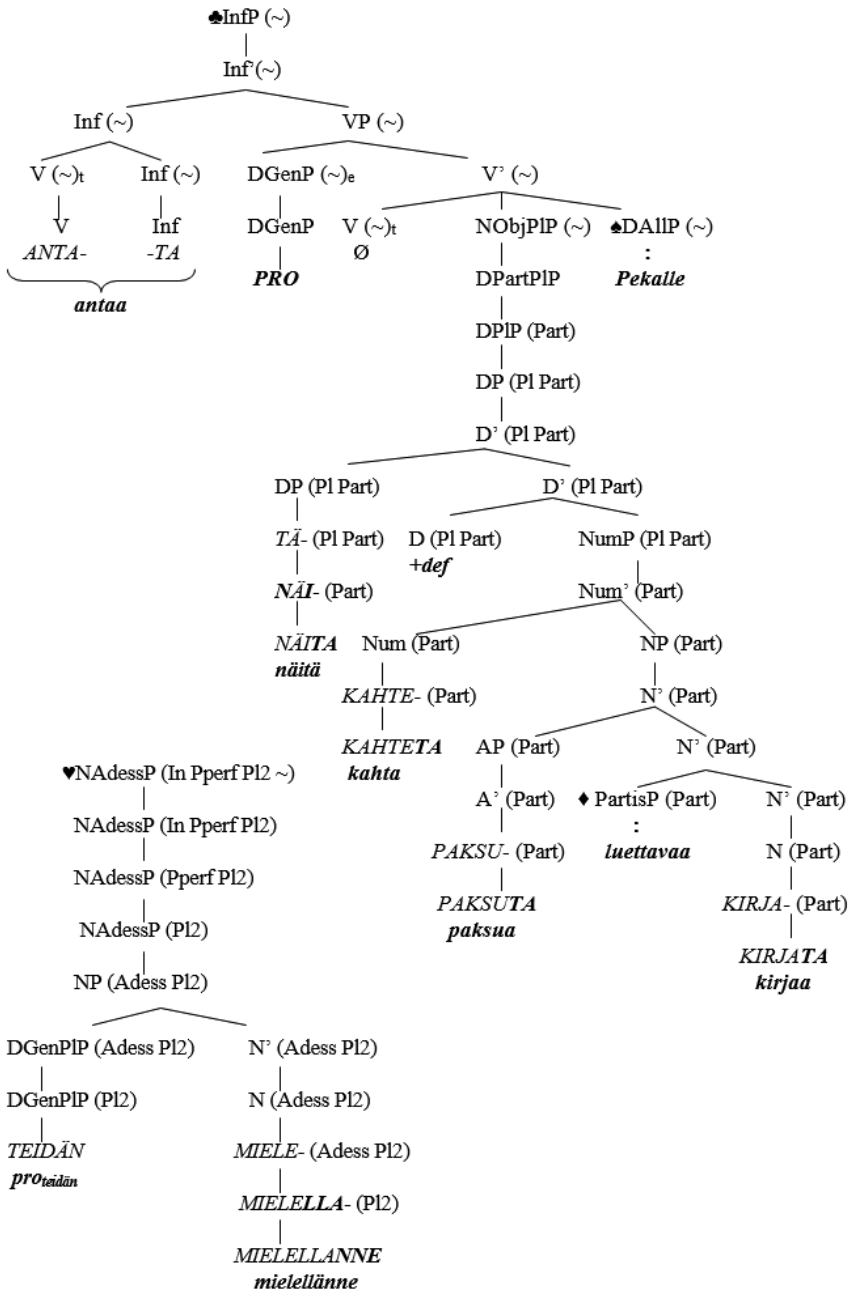 ♣InfP (~)
Inf’(~)
Inf (~) VP (~)
V (~)t Inf (~) DGenP (~)e V’ (~)
V Inf DGenP V (~)t NObjPlP (~) ♠DAllP (~)
ANTA- -TA PRO Ø DPartPlP : Pekalle
antaa
DPlP (Part)
DP (Pl Part)
D’ (Pl Part)
DP (Pl Part) D’ (Pl Part)
TÄ- (Pl Part) D (Pl Part) NumP (Pl Part)
+def
NÄI- (Part) Num’ (Part)
NÄITA Num (Part) NP (Part)
näitä
KAHTE- (Part) N’ (Part)
KAHTETA AP (Part) N’ (Part)
kahta
♥NAdessP (In Pperf Pl2 ~) A’ (Part) ♦ PartisP (Part) N’ (Part)
:
NAdessP (In Pperf Pl2) PAKSU- (Part) luettavaa N (Part)
NAdessP (Pperf Pl2) PAKSUTA KIRJA- (Part)
paksua
NAdessP (Pl2) KIRJATA
kirjaa
NP (Adess Pl2)
DGenPlP (Adess Pl2) N’ (Adess Pl2)
DGenPlP (Pl2) N (Adess Pl2)
TEIDÄN MIELE- (Adess Pl2)
proteidän
MIELELLA- (Pl2)
MIELELLANNE
mielellänne